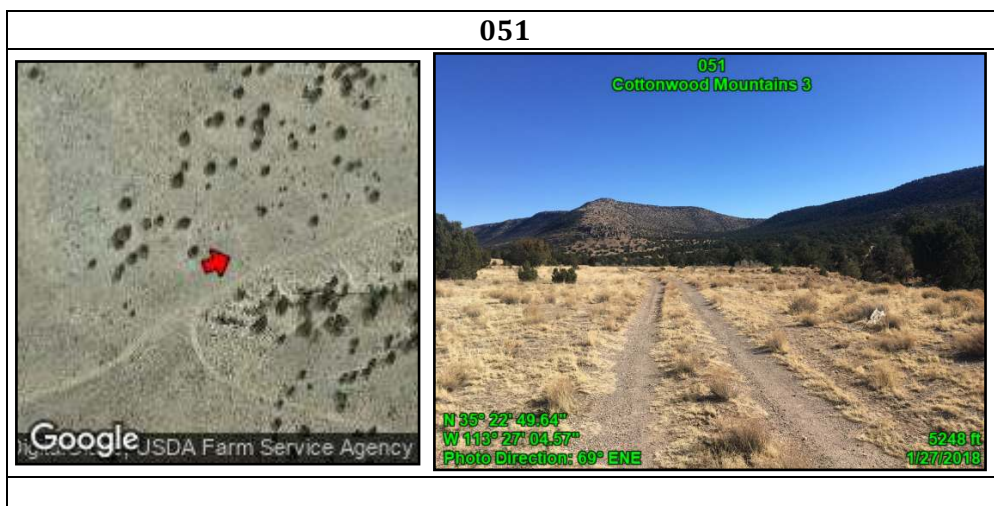 051
051
Cottonwood Mountains 3
N 35° 22' 49.64"
W 113° 27' 04.57"
Photo Direction: 69° ENE
5248 ft
1/27/2018
Google
USDA Farm Service Agency